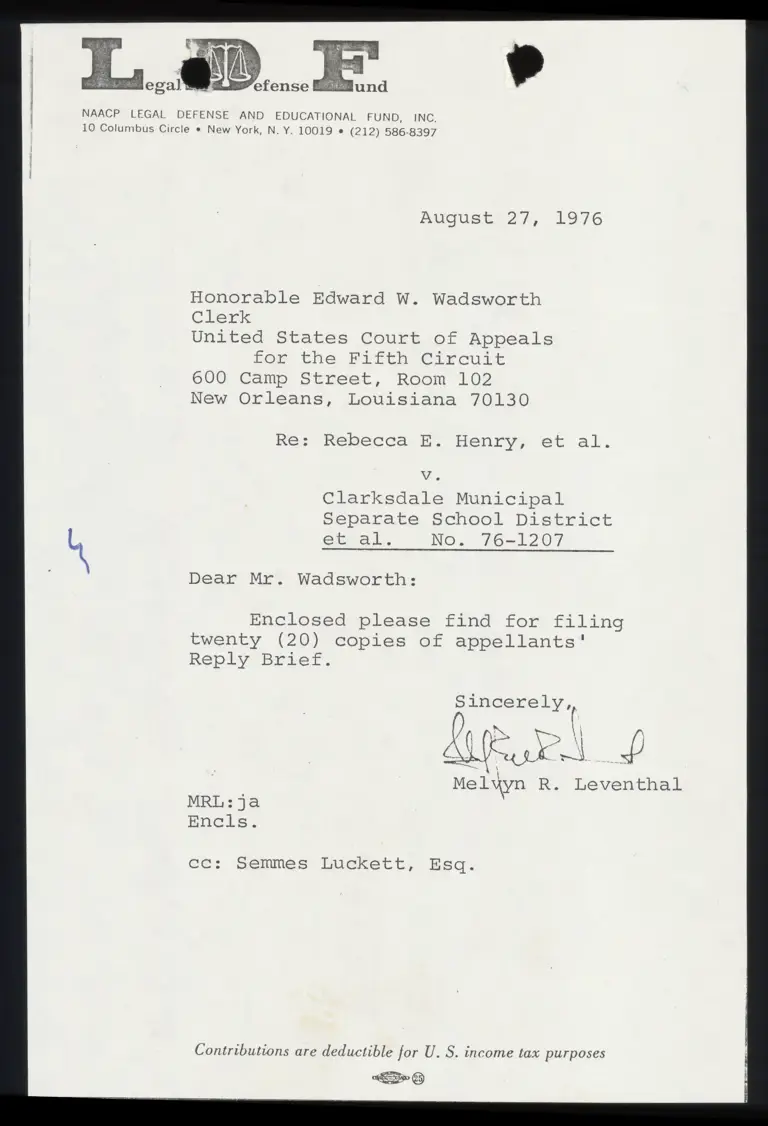 Legal Defense Fund
NAACP LEGAL DEFENSE AND EDUCATIONAL FUND, INC.
10 Columbus Circle • New York, N. Y. 10019 • (212) 586-8397
August 27, 1976
Honorable Edward W. Wadsworth
Clerk
United States Court of Appeals
for the Fifth Circuit
600 Camp Street, Room 102
New Orleans, Louisiana 70130
Re: Rebecca E. Henry, et al.
v.
Clarksdale Municipal
Separate School District
et al. No. 76-1207
Dear Mr. Wadsworth:
Enclosed please find for filing
twenty (20) copies of appellants'
Reply Brief.
Sincerely,
Melvyn R. Leventhal
MRL:ja
Encls.
cc: Semmes Luckett, Esq.
Contributions are deductible for U. S. income tax purposes